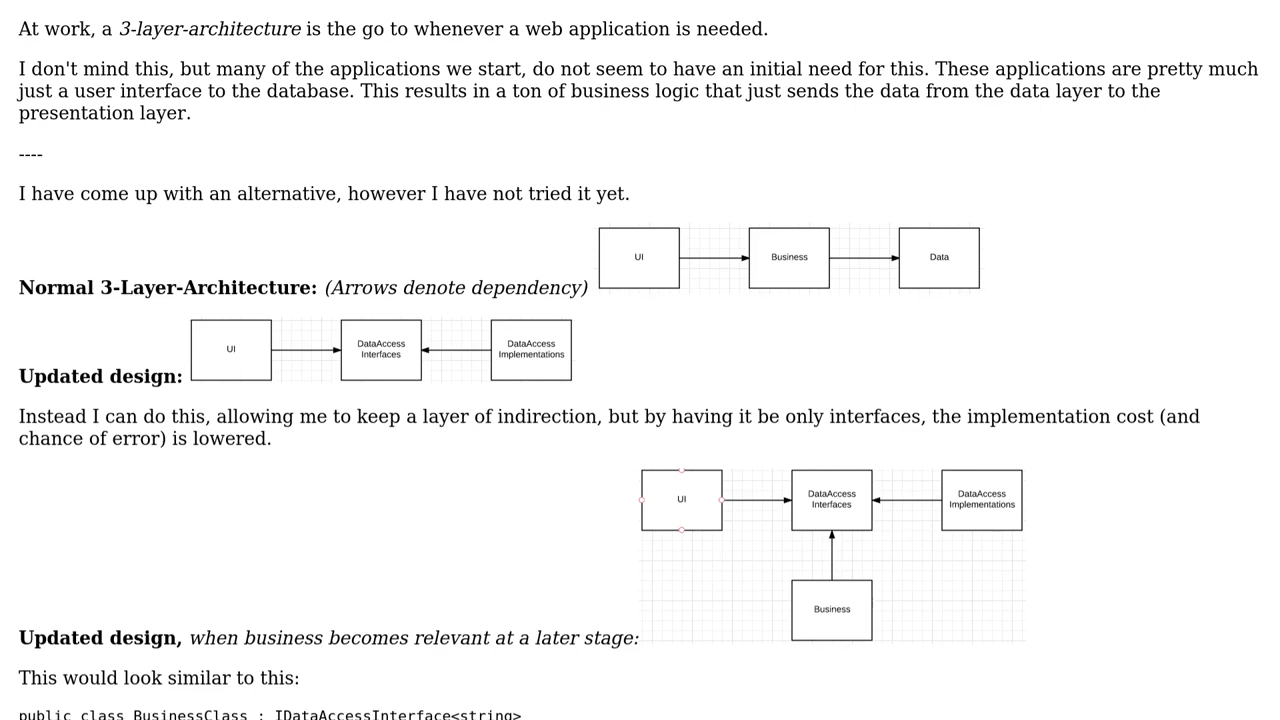 At work, a 3-layer-architecture is the go to whenever a web application is needed.
I don't mind this, but many of the applications we start, do not seem to have an initial need for this. These applications are pretty much
just a user interface to the database. This results in a ton of business logic that just sends the data from the data layer to the
presentation layer.
----
I have come up with an alternative, however I have not tried it yet.
UI
Business
Data
Normal 3-Layer-Architecture: (Arrows denote dependency)
UI
DataAccess
Interfaces
DataAccess
Implementations
Updated design:
Instead I can do this, allowing me to keep a layer of indirection, but by having it be only interfaces, the implementation cost (and
chance of error) is lowered.
UI
DataAccess
Interfaces
DataAccess
Implementations
Business
Updated design, when business becomes relevant at a later stage:
This would look similar to this:
public class BusinessClass : IDataAccessInterface<string>